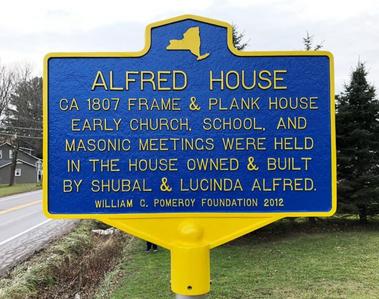 ALFRED HOUSE
CA 1807 FRAME & PLANK HOUSE
EARLY CHURCH, SCHOOL, AND
MASONIC MEETINGS WERE HELD
IN THE HOUSE OWNED & BUILT
BY SHUBAL & LUCINDA ALFRED.
WILLIAM C. POMEROY FOUNDATION 2012